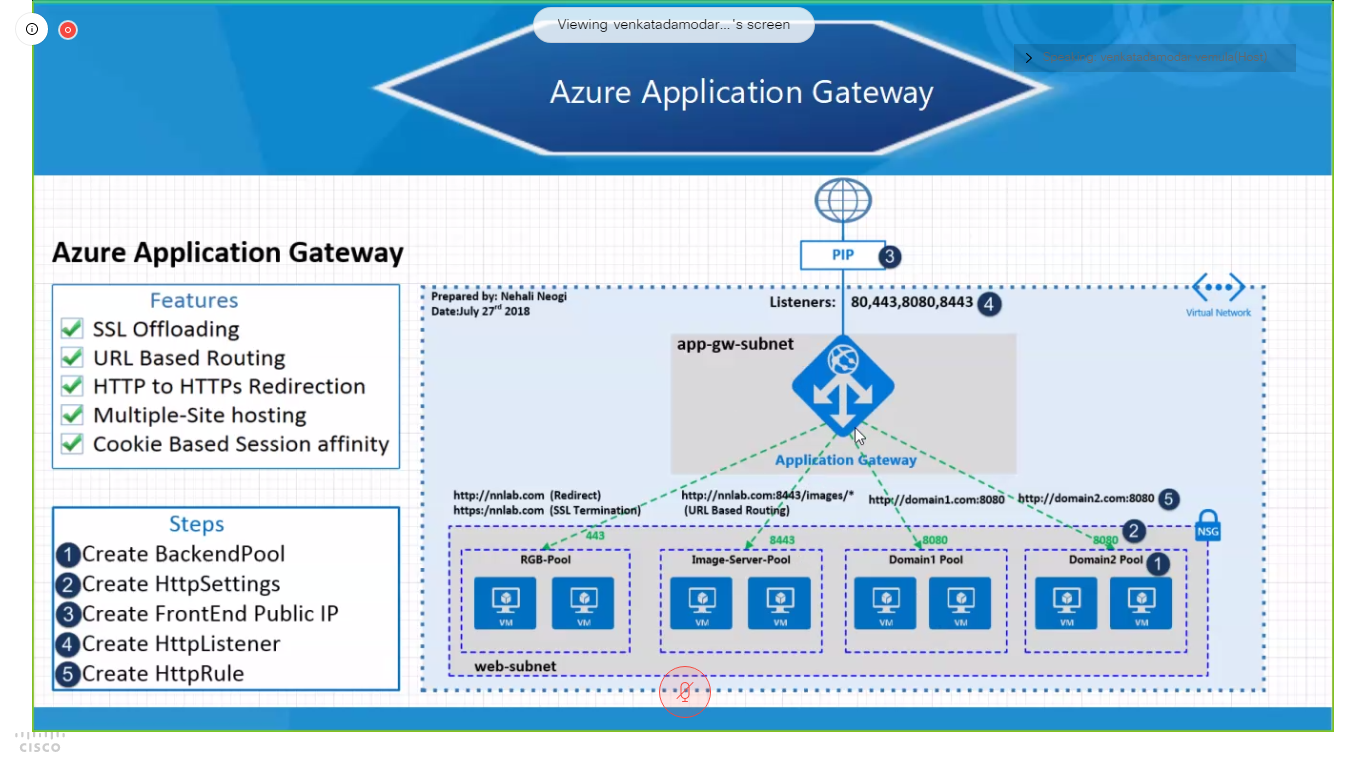 Viewing venkatadamodar... 's screen
Azure Application Gateway
Azure Application Gateway
Features
SSL Offloading
URL Based Routing
HTTP to HTTPs Redirection
Multiple-Site hosting
Cookie Based Session affinity
Steps
1 Create BackendPool
2 Create HttpSettings
3 Create FrontEnd Public IP
4 Create HttpListener
5 Create HttpRule
PIP 3
Prepared by: Nehali Neogi
Date:July 27rd 2018
Listeners: 80,443,8080,8443 4
Virtual Network
app-gw-subnet
Application Gateway
http://nnlab.com (Redirect)
https:/nnlab.com (SSL Termination)
http://nnlab.com:8443/images/*
(URL Based Routing)
http://domain1.com:8080
http://domain2.com:8080 5
443
8443
8080
8080 2
NSG
RGB-Pool
Image-Server-Pool
Domain1 Pool
Domain2 Pool 1
VM VM VM VM VM VM VM VM
web-subnet
CISCO